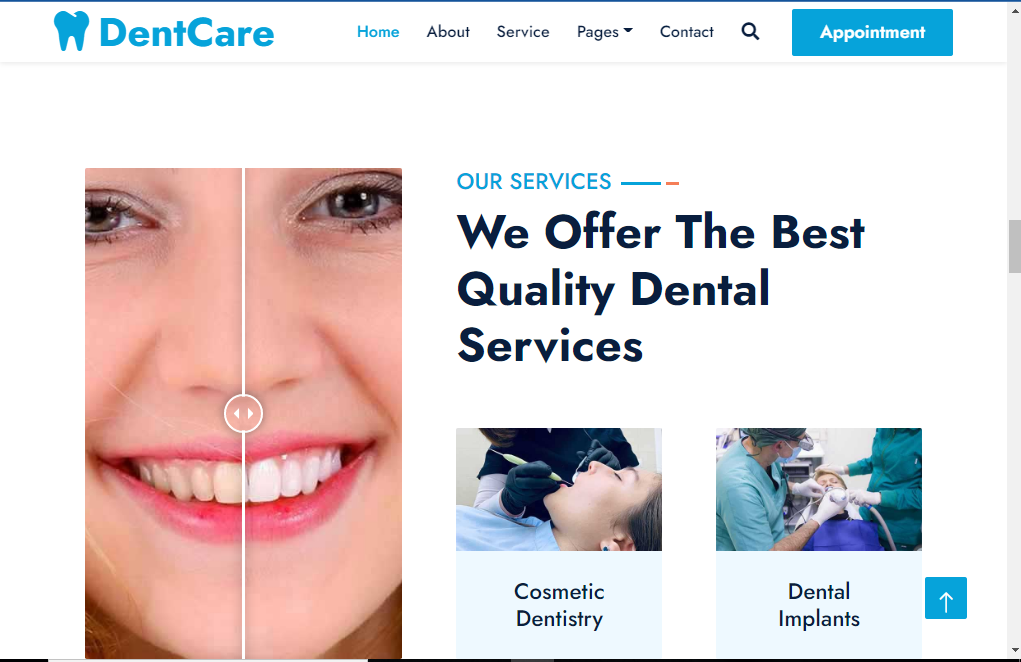 DentCare
Home About Service Pages Contact Appointment
OUR SERVICES
We Offer The Best
Quality Dental
Services
Cosmetic
Dentistry
Dental
Implants